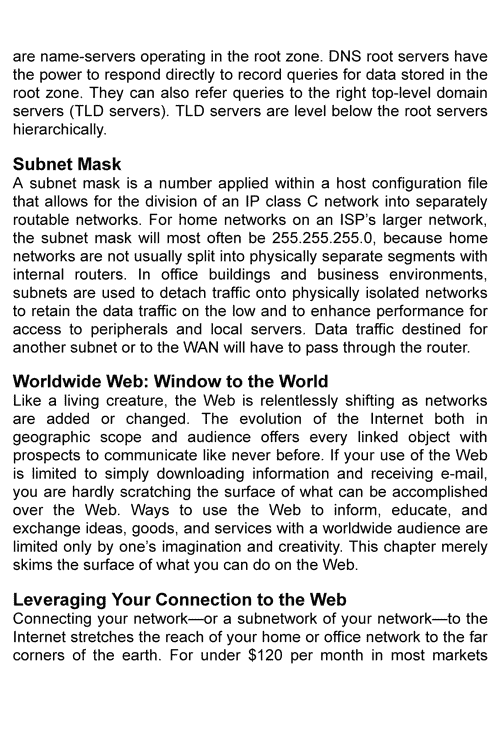 are name-servers operating in the root zone. DNS root servers have
the power to respond directly to record queries for data stored in the
root zone. They can also refer queries to the right top-level domain
servers (TLD servers). TLD servers are level below the root servers
hierarchically.
Subnet Mask
A subnet mask is a number applied within a host configuration file
that allows for the division of an IP class C network into separately
routable networks. For home networks on an ISP’s larger network,
the subnet mask will most often be 255.255.255.0, because home
networks are not usually split into physically separate segments with
internal routers. In office buildings and business environments,
subnets are used to detach traffic onto physically isolated networks
to retain the data traffic on the low and to enhance performance for
access to peripherals and local servers. Data traffic destined for
another subnet or to the WAN will have to pass through the router.
Worldwide Web: Window to the World
Like a living creature, the Web is relentlessly shifting as networks
are added or changed. The evolution of the Internet both in
geographic scope and audience offers every linked object with
prospects to communicate like never before. If your use of the Web
is limited to simply downloading information and receiving e-mail,
you are hardly scratching the surface of what can be accomplished
over the Web. Ways to use the Web to inform, educate, and
exchange ideas, goods, and services with a worldwide audience are
limited only by one’s imagination and creativity. This chapter merely
skims the surface of what you can do on the Web.
Leveraging Your Connection to the Web
Connecting your network—or a subnetwork of your network—to the
Internet stretches the reach of your home or office network to the far
corners of the earth. For under $120 per month in most markets